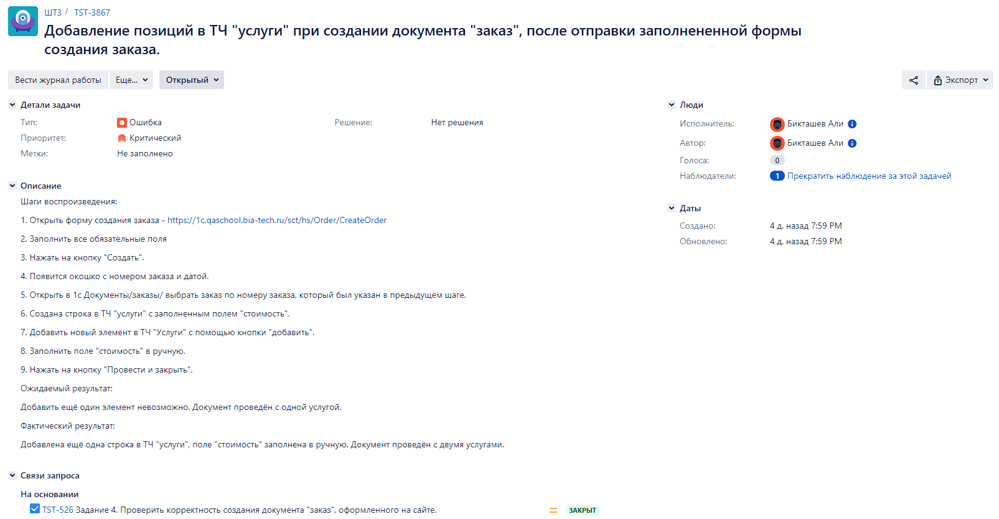 ШТ3 / TST-3867
Добавление позиций в ТЧ "услуги" при создании документа "заказ", после отправки заполнененной формы
создания заказа.
Вести журнал работы Еще... Открытый Экспорт
Детали задачи
Тип: Ошибка Решение: Нет решения
Приоритет: Критический
Метки: Не заполнено
Описание
Шаги воспроизведения:
1. Открыть форму создания заказа - https://1c.qaschool.bia-tech.ru/sct/hs/Order/CreateOrder
2. Заполнить все обязательные поля
3. Нажать на кнопку "Создать".
4. Появится окошко с номером заказа и датой.
5. Открыть в 1с Документы/заказы/ выбрать заказ по номеру заказа, который был указан в предыдущем шаге.
6. Создана строка в ТЧ "услуги" с заполненным полем "стоимость".
7. Добавить новый элемент в ТЧ "Услуги" с помощью кнопки "добавить".
8. Заполнить поле "стоимость" в ручную.
9. Нажать на кнопку "Провести и закрыть".
Ожидаемый результат:
Добавить ещё один элемент невозможно. Документ проведён с одной услугой.
Фактический результат:
Добавлена ещё одна строка в ТЧ "услуги", поле "стоимость" заполнена в ручную. Документ проведён с двумя услугами.
Связи запроса
На основании
TST-526 Задание 4. Проверить корректность создания документа "заказ", оформленного на сайте. ЗАКРЫТ
Люди
Исполнитель: Бикташев Али
Автор: Бикташев Али
Голоса: 0
Наблюдатели: 1 Прекратить наблюдение за этой задачей
Даты
Создано: 4 д. назад 7:59 PM
Обновлено: 4 д. назад 7:59 PM